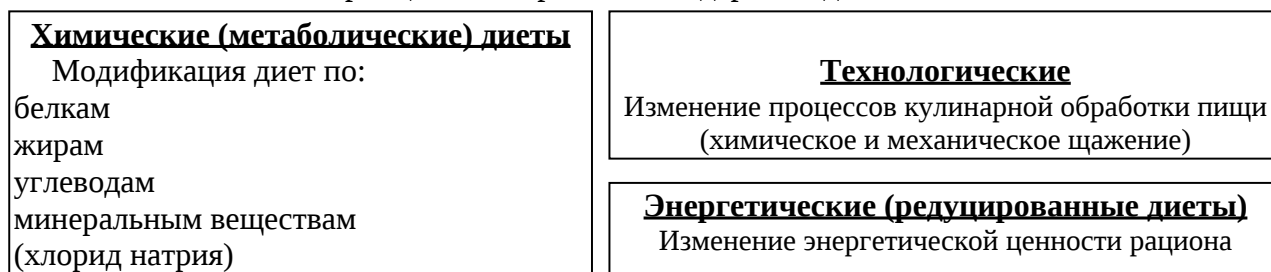 Химические (метаболические) диеты
Модификация диет по:
белкам
жирам
углеводам
минеральным веществам
(хлорид натрия)
Технологические
Изменение процессов кулинарной обработки пищи
(химическое и механическое щажение)
Энергетические (редуцированные диеты)
Изменение энергетической ценности рациона